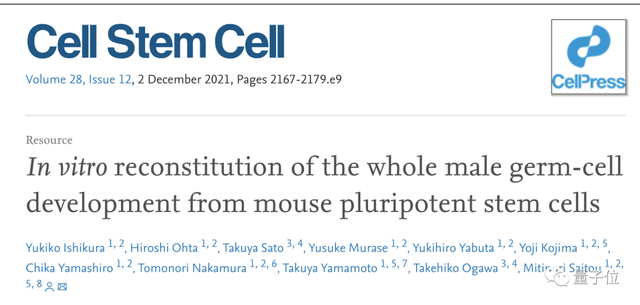 Cell Stem Cell
Volume 28, Issue 12, 2 December 2021, Pages 2167-2179.e9
CellPress
Resource
In vitro reconstitution of the whole male germ-cell
development from mouse pluripotent stem cells
Yukiko Ishikura 1, 2, Hiroshi Ohta 1, 2, Takuya Sato 3, 4, Yusuke Murase 1, 2, Yukihiro Yabuta 1, 2, Yoji Kojima 1, 2, 5,
Chika Yamashiro 1, 2, Tomonori Nakamura 1, 2, 6, Takuya Yamamoto 1, 5, 7, Takehiko Ogawa 3, 4, Mitinori Saitou 1, 2,
5, 8
量子位